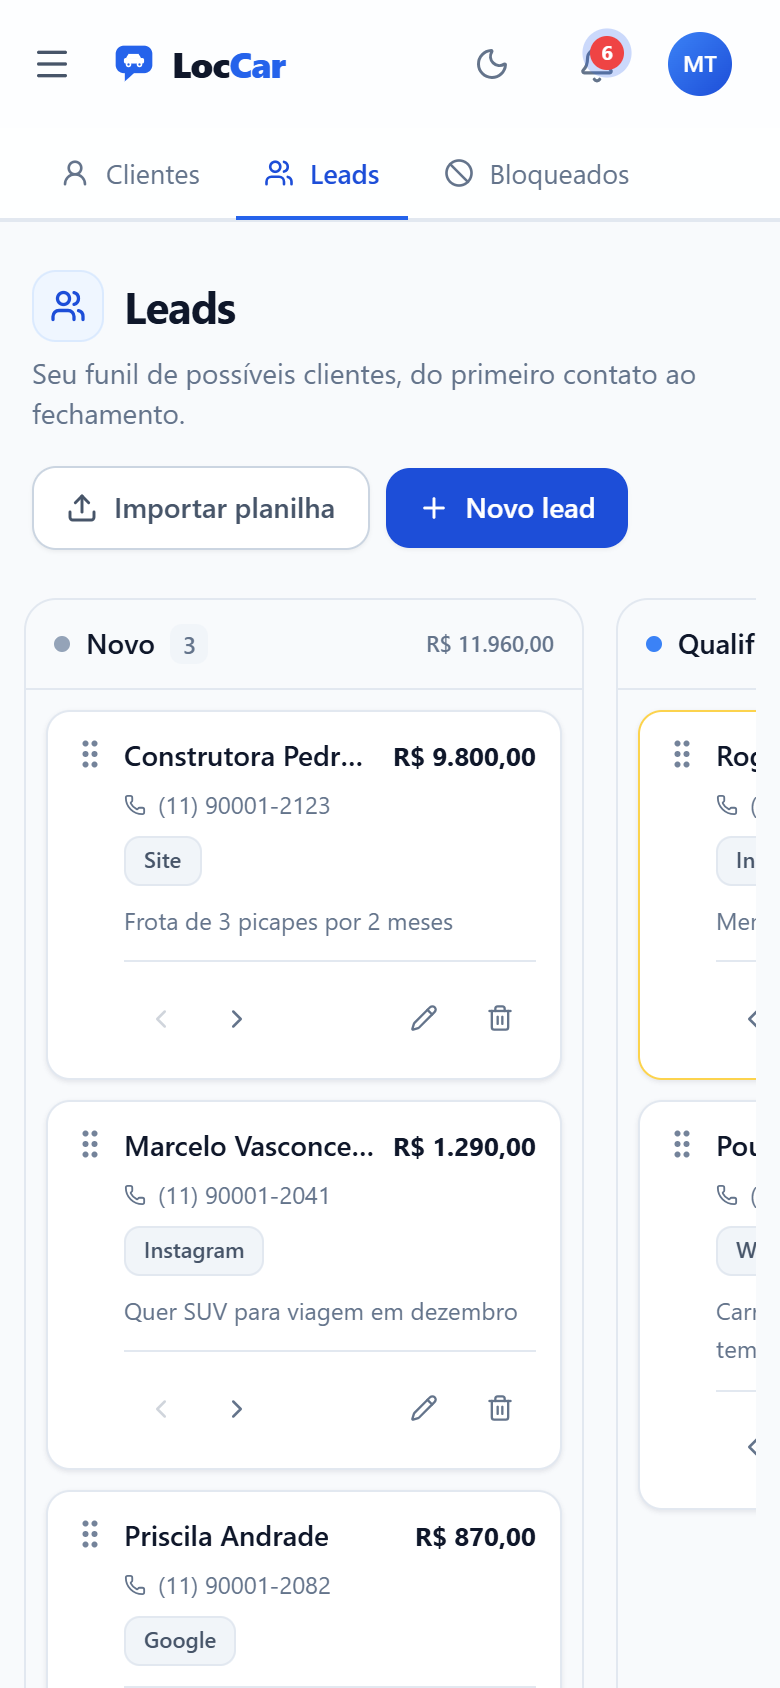 LocCar
6
MT
Clientes
Leads
Bloqueados
Leads
Seu funil de possíveis clientes, do primeiro contato ao
fechamento.
Importar planilha
Novo lead
Novo 3 R$ 11.960,00
Construtora Pedr... R$ 9.800,00
(11) 90001-2123
Site
Frota de 3 picapes por 2 meses
Marcelo Vasconce... R$ 1.290,00
(11) 90001-2041
Instagram
Quer SUV para viagem em dezembro
Priscila Andrade R$ 870,00
(11) 90001-2082
Google